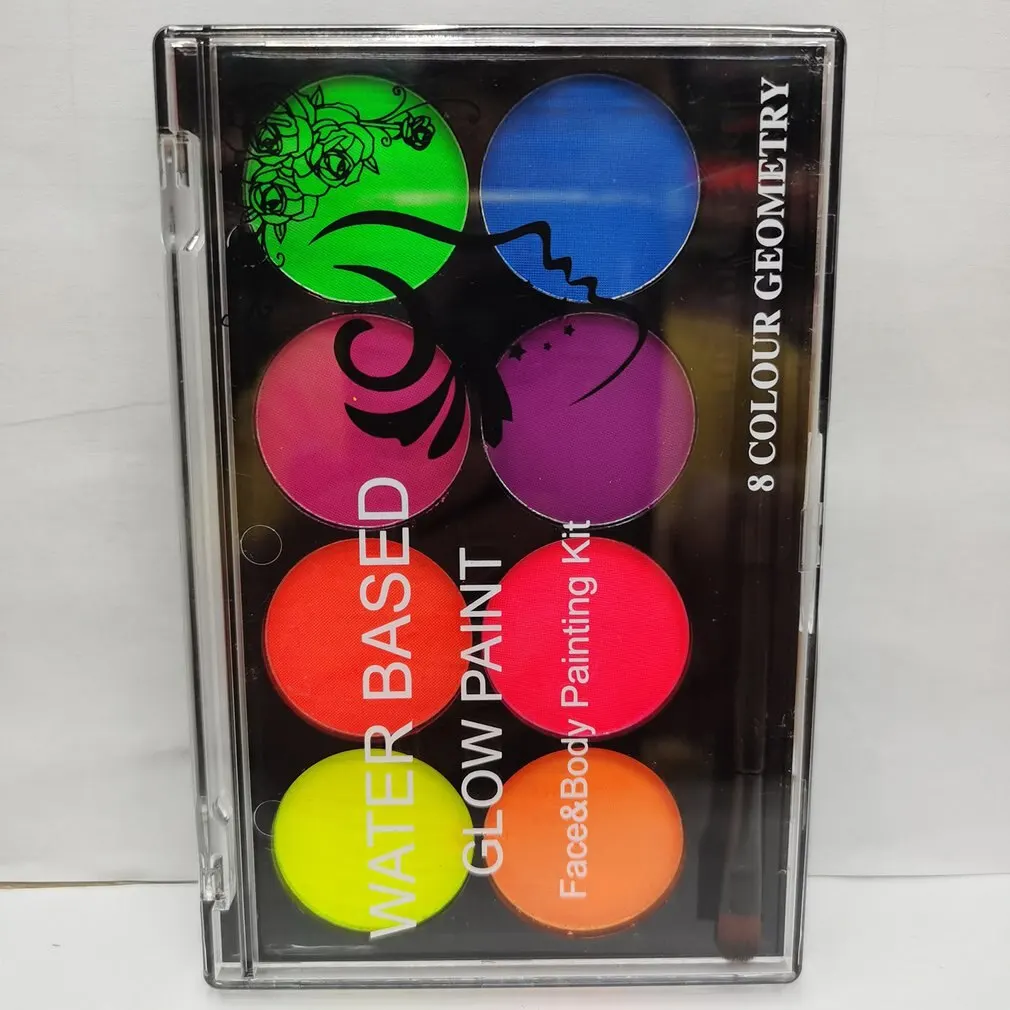 8 COLOUR GEOMETRY
WATER BASED
GLOW PAINT
Face&Body Painting Kit